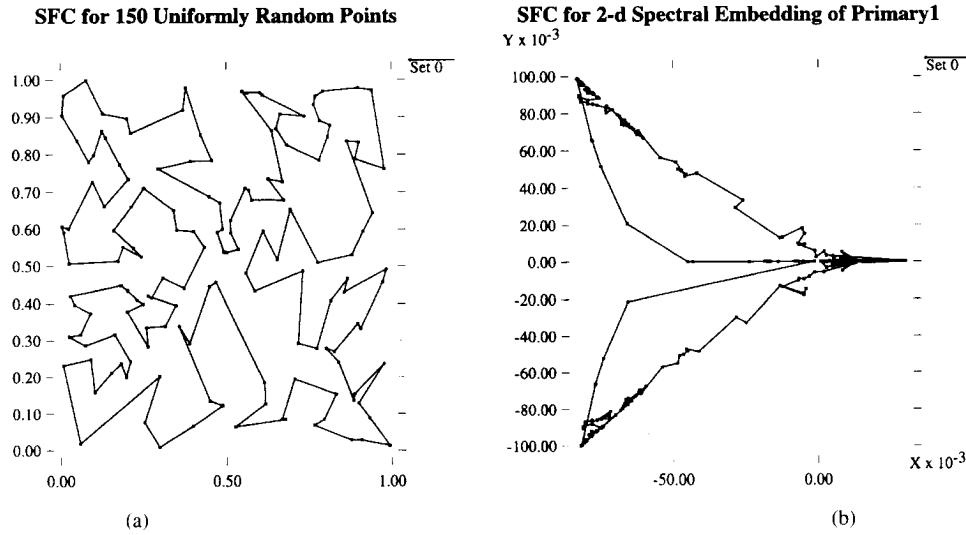 SFC for 150 Uniformly Random Points
Set 0
1.00
0.90
0.80
0.70
0.60
0.50
0.40
0.30
0.20
0.10
0.00
0.00 0.50 1.00
(a)
SFC for 2-d Spectral Embedding of Primary1
Y x 10-3
Set 0
100.00
80.00
60.00
40.00
20.00
0.00
-20.00
-40.00
-60.00
-80.00
-100.00
X x 10-3
-50.00 0.00
(b)